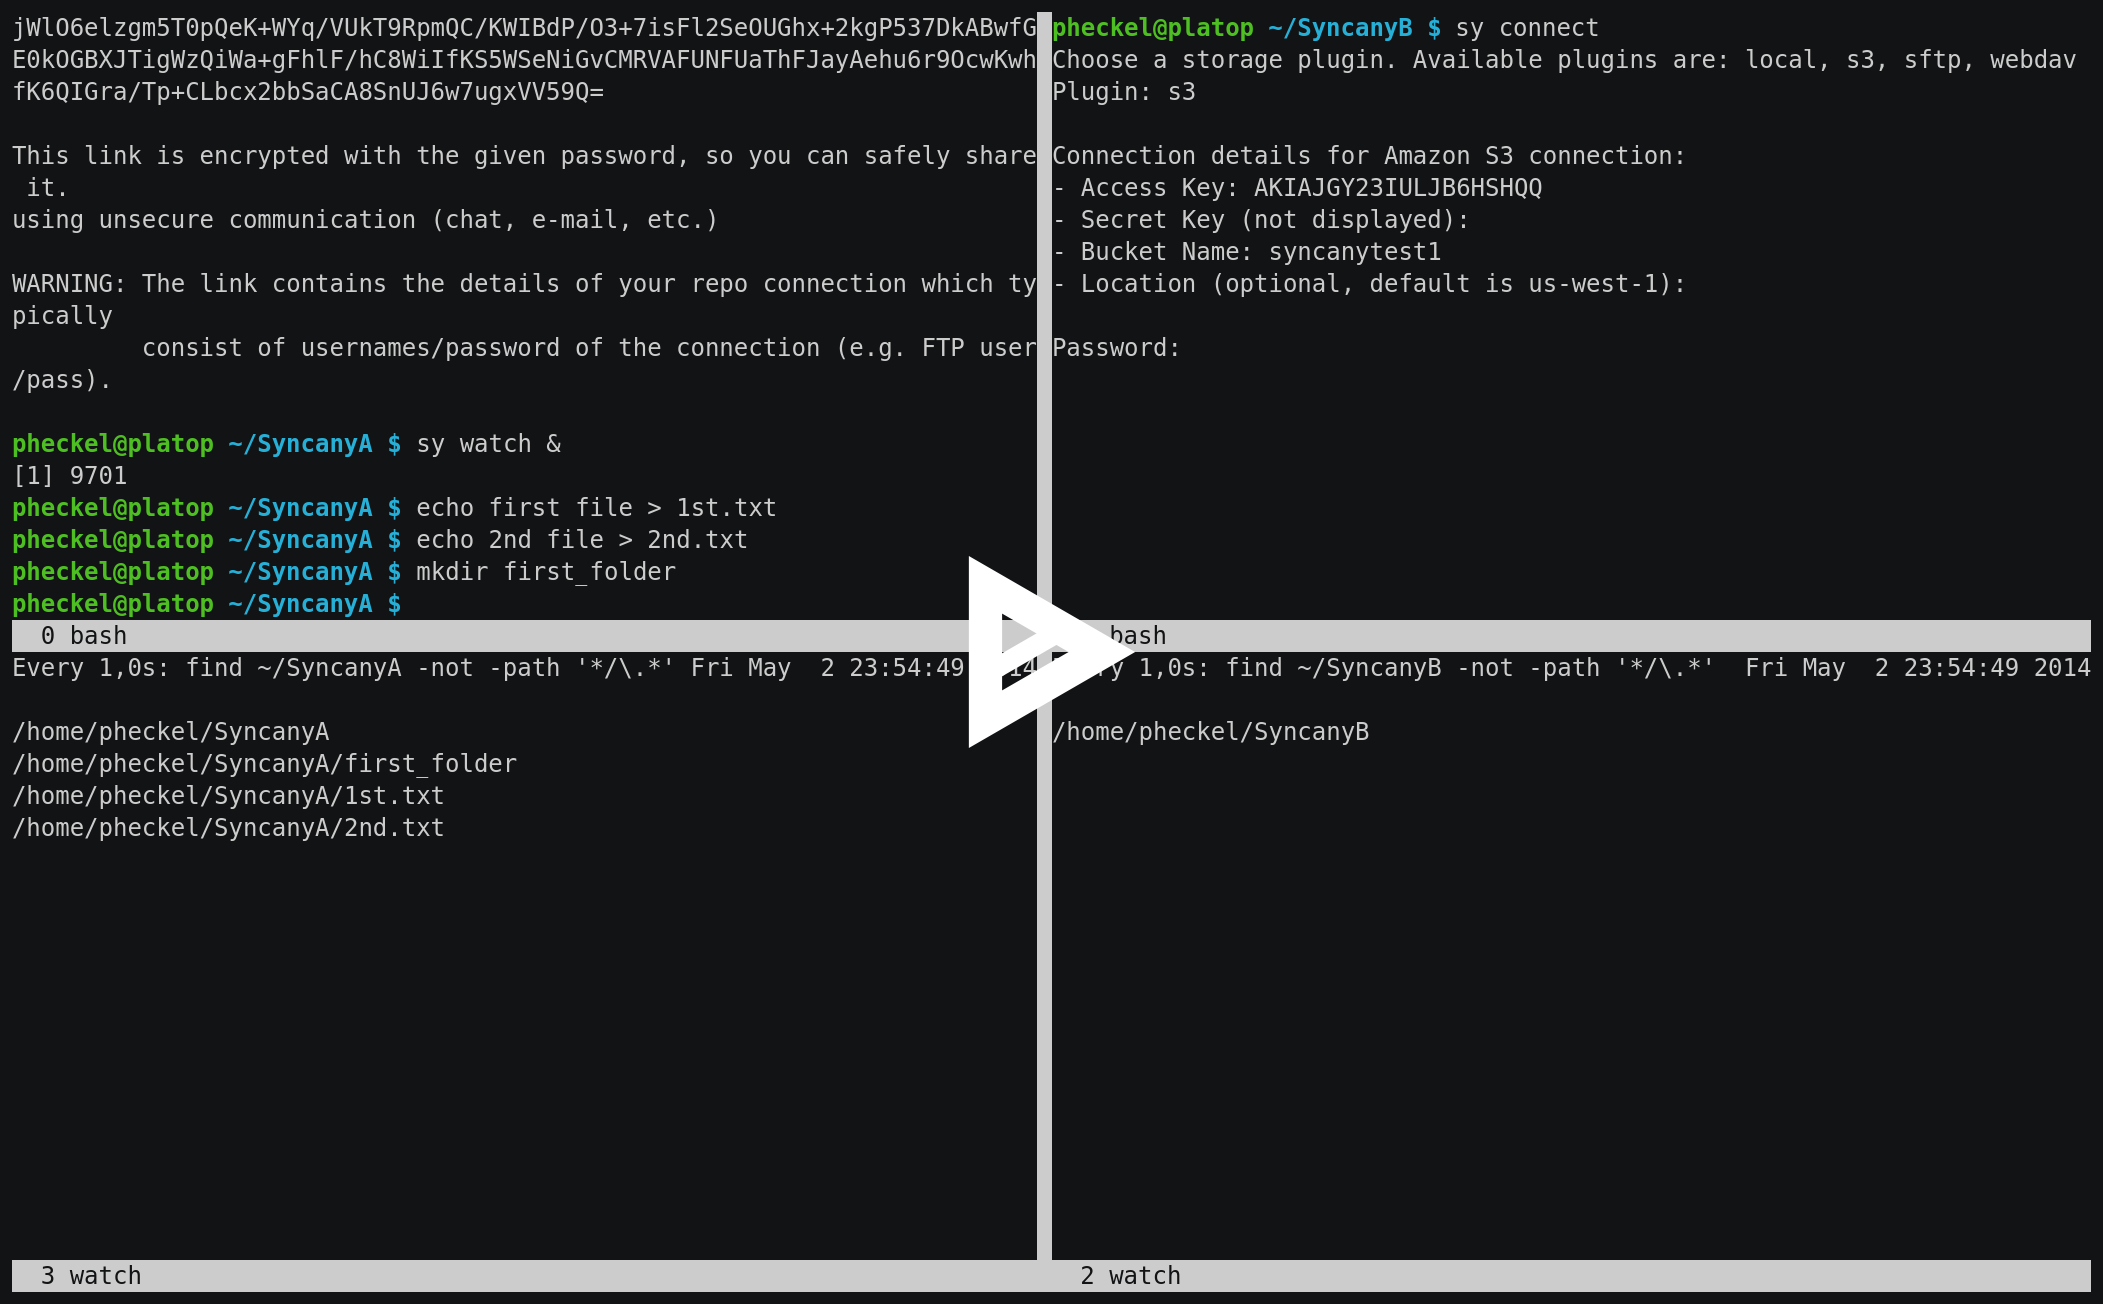 jWlO6elzgm5T0pQeK+WYq/VUkT9RpmQC/KWIBdP/O3+7isFl2SeOUGhx+2kgP537DkABwfG
E0kOGBXJTigWzQiWa+gFhlF/hC8WiIfKS5WSeNiGvCMRVAFUNFUaThFJayAehu6r9OcwKwh
fK6QIGra/Tp+CLbcx2bbSaCA8SnUJ6w7ugxVV59Q=
This link is encrypted with the given password, so you can safely share
 it.
using unsecure communication (chat, e-mail, etc.)
WARNING: The link contains the details of your repo connection which ty
pically
         consist of usernames/password of the connection (e.g. FTP user
/pass).
pheckel@platop ~/SyncanyA $ sy watch &
[1] 9701
pheckel@platop ~/SyncanyA $ echo first file > 1st.txt
pheckel@platop ~/SyncanyA $ echo 2nd file > 2nd.txt
pheckel@platop ~/SyncanyA $ mkdir first_folder
pheckel@platop ~/SyncanyA $
0 bash
pheckel@platop ~/SyncanyB $ sy connect
Choose a storage plugin. Available plugins are: local, s3, sftp, webdav
Plugin: s3
Connection details for Amazon S3 connection:
- Access Key: AKIAJGY23IULJB6HSHQQ
- Secret Key (not displayed):
- Bucket Name: syncanytest1
- Location (optional, default is us-west-1):
Password:
bash
Every 1,0s: find ~/SyncanyA -not -path '*/\.*' Fri May  2 23:54:49
/home/pheckel/SyncanyA
/home/pheckel/SyncanyA/first_folder
/home/pheckel/SyncanyA/1st.txt
/home/pheckel/SyncanyA/2nd.txt
3 watch
1,0s: find ~/SyncanyB -not -path '*/\.*'  Fri May  2 23:54:49 2014
/home/pheckel/SyncanyB
2 watch